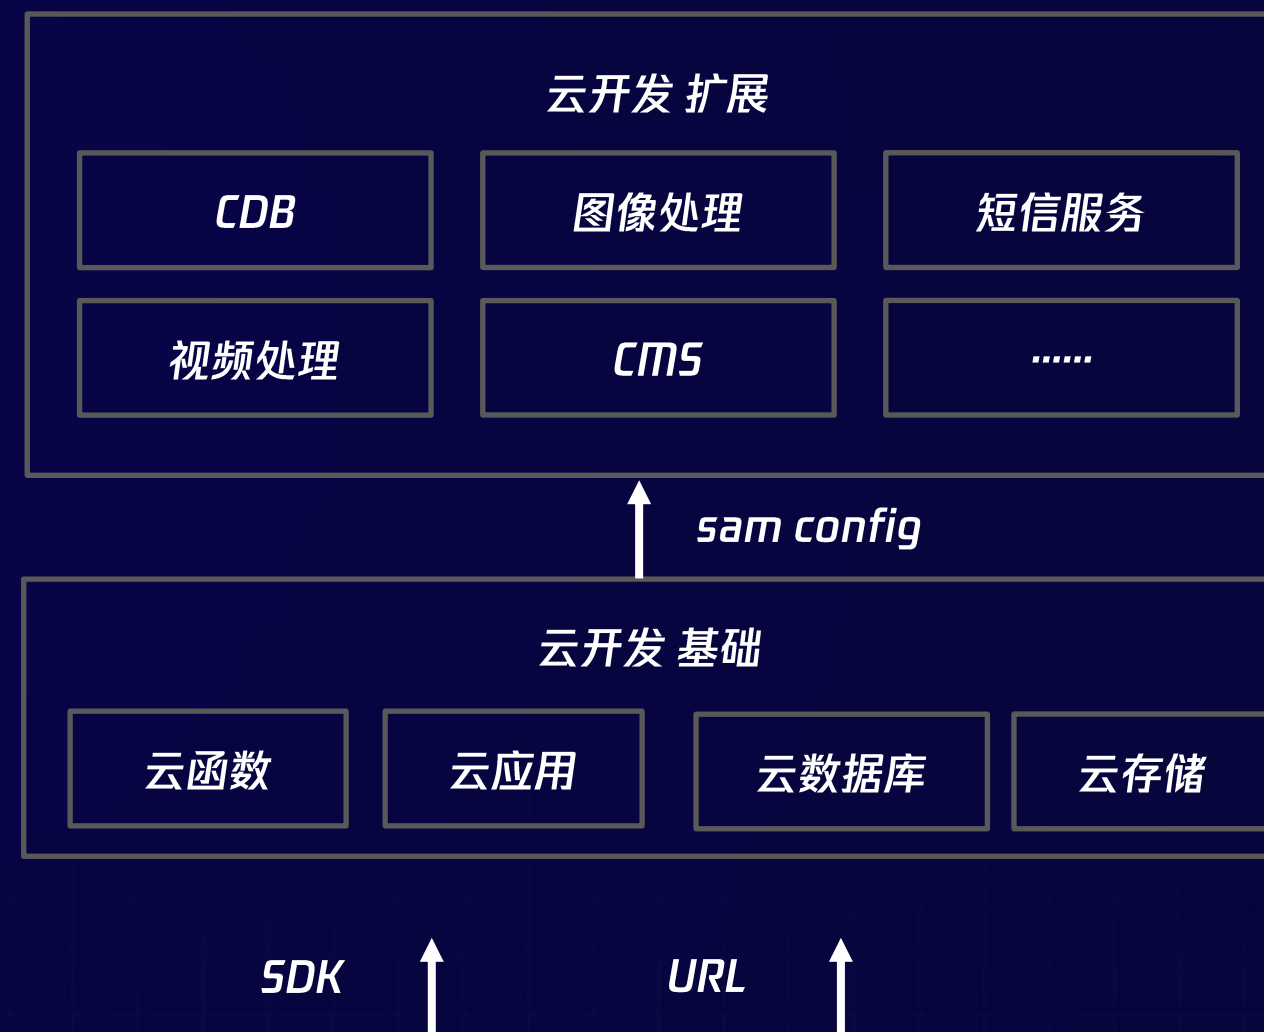 云开发 扩展
CDB
图像处理
短信服务
视频处理
CMS
······
sam config
云开发 基础
云函数
云应用
云数据库
云存储
SDK
URL